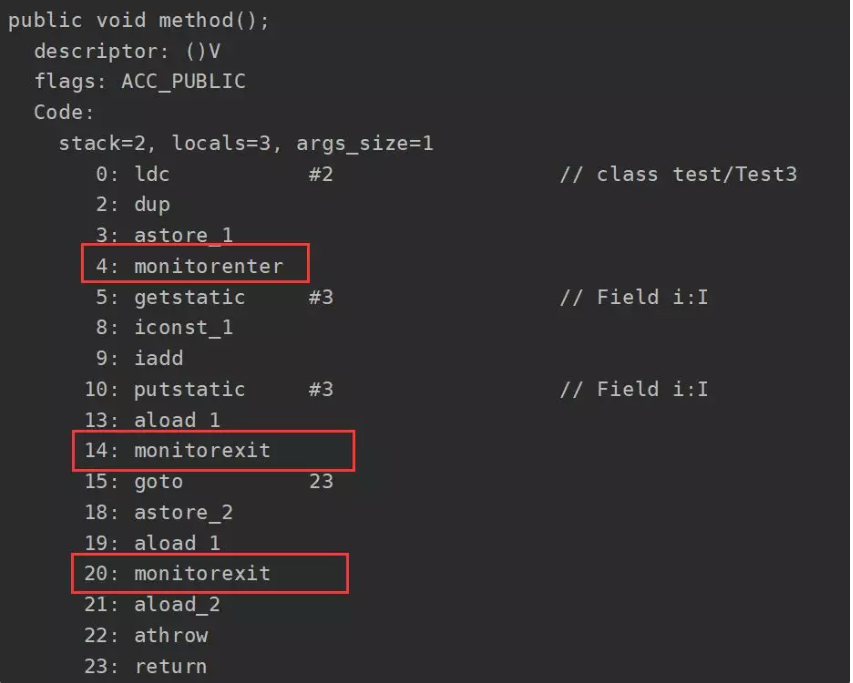 public void method();
descriptor: ()V
flags: ACC_PUBLIC
Code:
stack=2, locals=3, args_size=1
0: ldc #2 // class test/Test3
2: dup
3: astore_1
4: monitorenter
5: getstatic #3 // Field i:I
8: iconst_1
9: iadd
10: putstatic #3 // Field i:I
13: aload_1
14: monitorexit
15: goto 23
18: astore_2
19: aload_1
20: monitorexit
21: aload_2
22: athrow
23: return